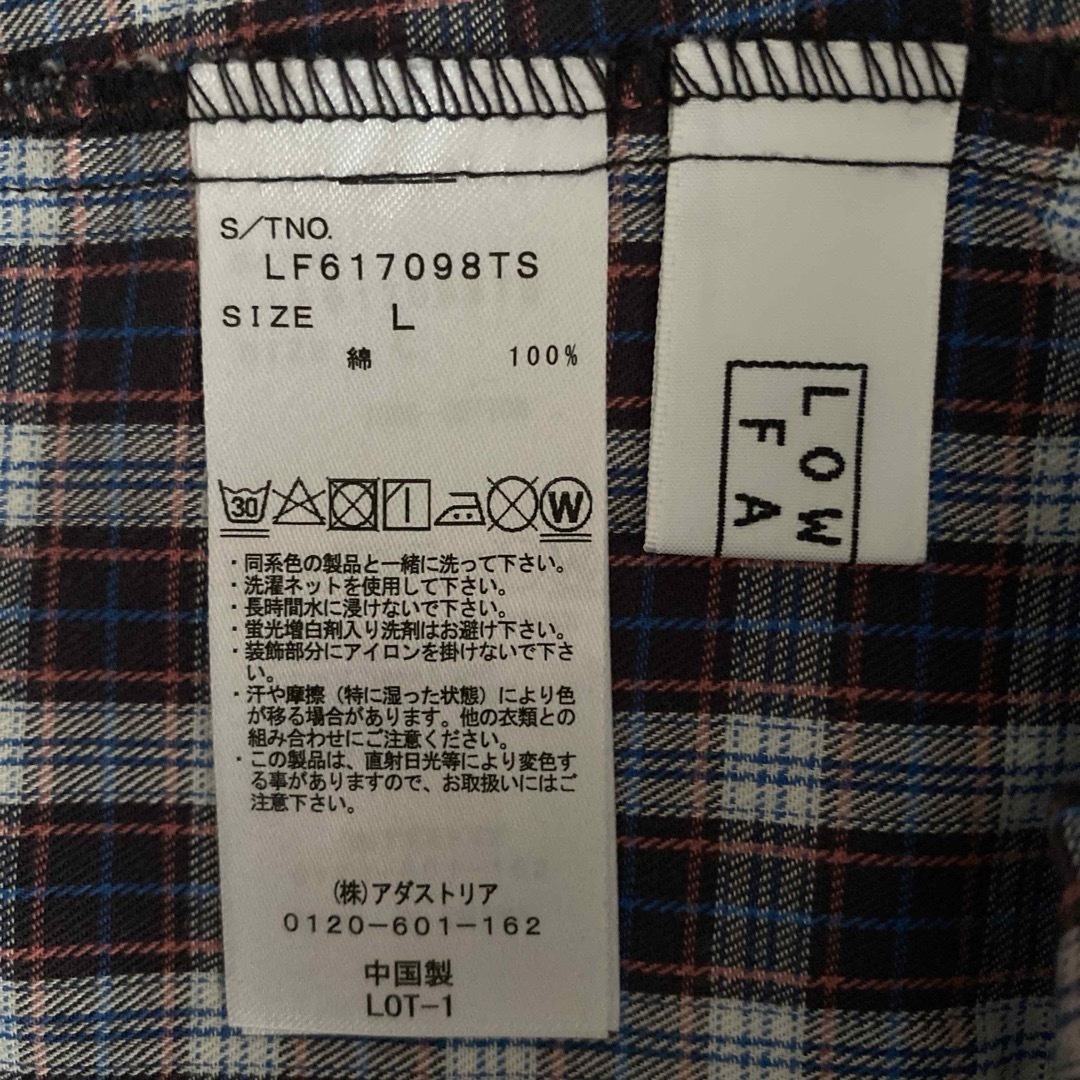 S/TNO.
LF617098TS
SIZE L
綿 100%
30
W
・同系色の製品と一緒に洗って下さい。
・洗濯ネットを使用して下さい。
・長時間水に浸けないで下さい。
・蛍光増白剤入り洗剤はお避け下さい。
・装飾部分にアイロンを掛けないで下さ
い。
・汗や摩擦（特に湿った状態）により色
が移る場合があります。他の衣類との
組み合わせにご注意ください。
・この製品は、直射日光等により変色す
る事がありますので、お取扱いにはご
注意下さい。
(株)アダストリア
0120-601-162
中国製
LOT-1
LOW
FA